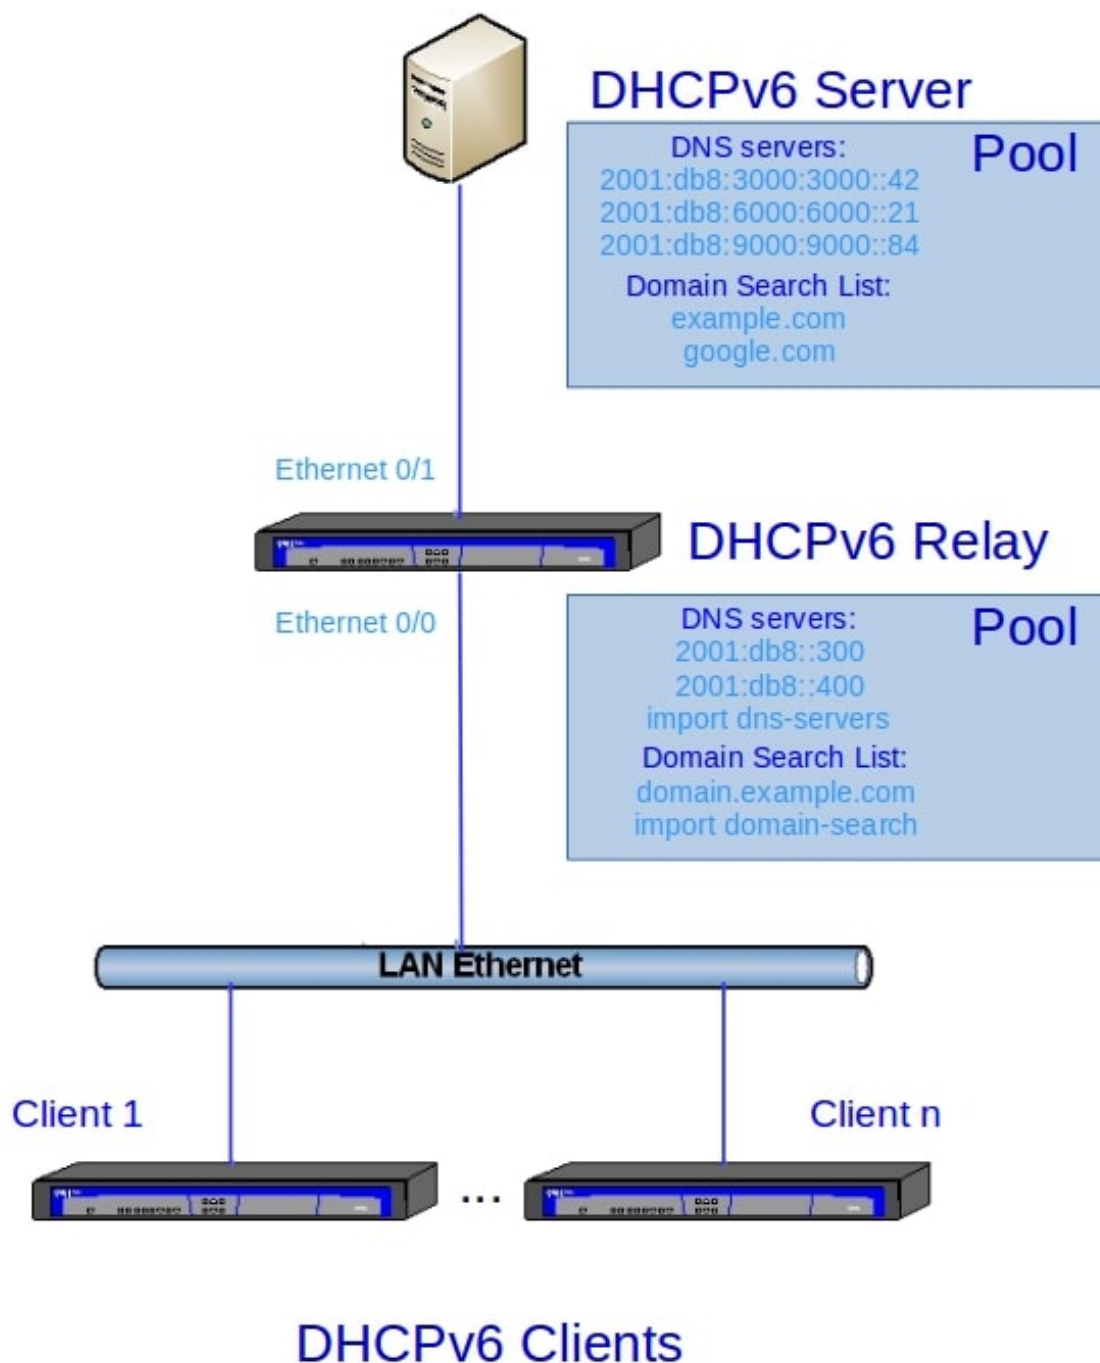 DHCPv6 Server
Pool
DNS servers:
2001:db8:3000:3000::42
2001:db8:6000:6000::21
2001:db8:9000:9000::84
Domain Search List:
example.com
google.com
Ethernet 0/1
DHCPv6 Relay
Ethernet 0/0
Pool
DNS servers:
2001:db8::300
2001:db8::400
import dns-servers
Domain Search List:
domain.example.com
import domain-search
LAN Ethernet
Client 1
Client n
...
DHCPv6 Clients